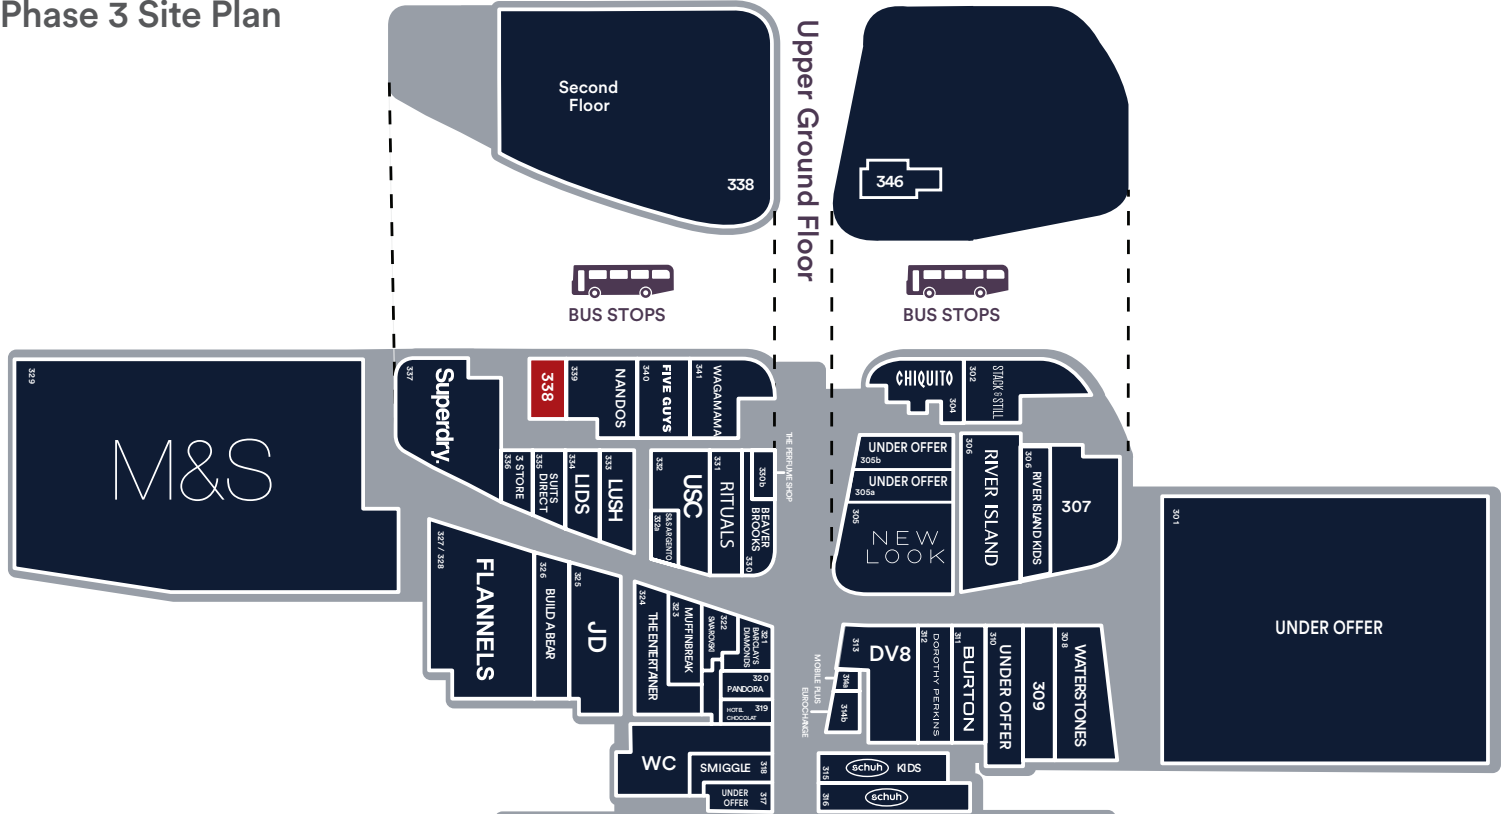 Phase 3 Site Plan
Second
Floor
338
Upper Ground Floor
346
BUS STOPS
BUS STOPS
329
M&S
337
Superdry.
338
339
NANDOS
340
FIVE GUYS
341
WAGAMAMA
CHIQUITO
304
302
STACK & STILL
336
3 STORE
335
SUITS
DIRECT
334
LIDS
333
LUSH
332
USC
332a
S&S ARGENTO
331
RITUALS
330b
THE PERFUME SHOP
BEAVER
BROOKS
330
UNDER OFFER
305b
UNDER OFFER
305a
305
NEW
LOOK
306
RIVER ISLAND
306
RIVER ISLAND KIDS
307
301
UNDER OFFER
327 / 328
FLANNELS
326
BUILD A BEAR
325
JD
324
THE ENTERTAINER
323
MUFFINBREAK
322
SWAROVSKI
321
BARCLAYS
DIAMONDS
320
PANDORA
319
HOTEL
CHOCOLAT
WC
SMIGGLE
318
UNDER
OFFER
317
313
DV8
314a
MOBILE PLUS
314b
EUROCHANGE
312
DOROTHY PERKINS
311
BURTON
310
UNDER OFFER
309
308
WATERSTONES
315
schuh KIDS
316
schuh